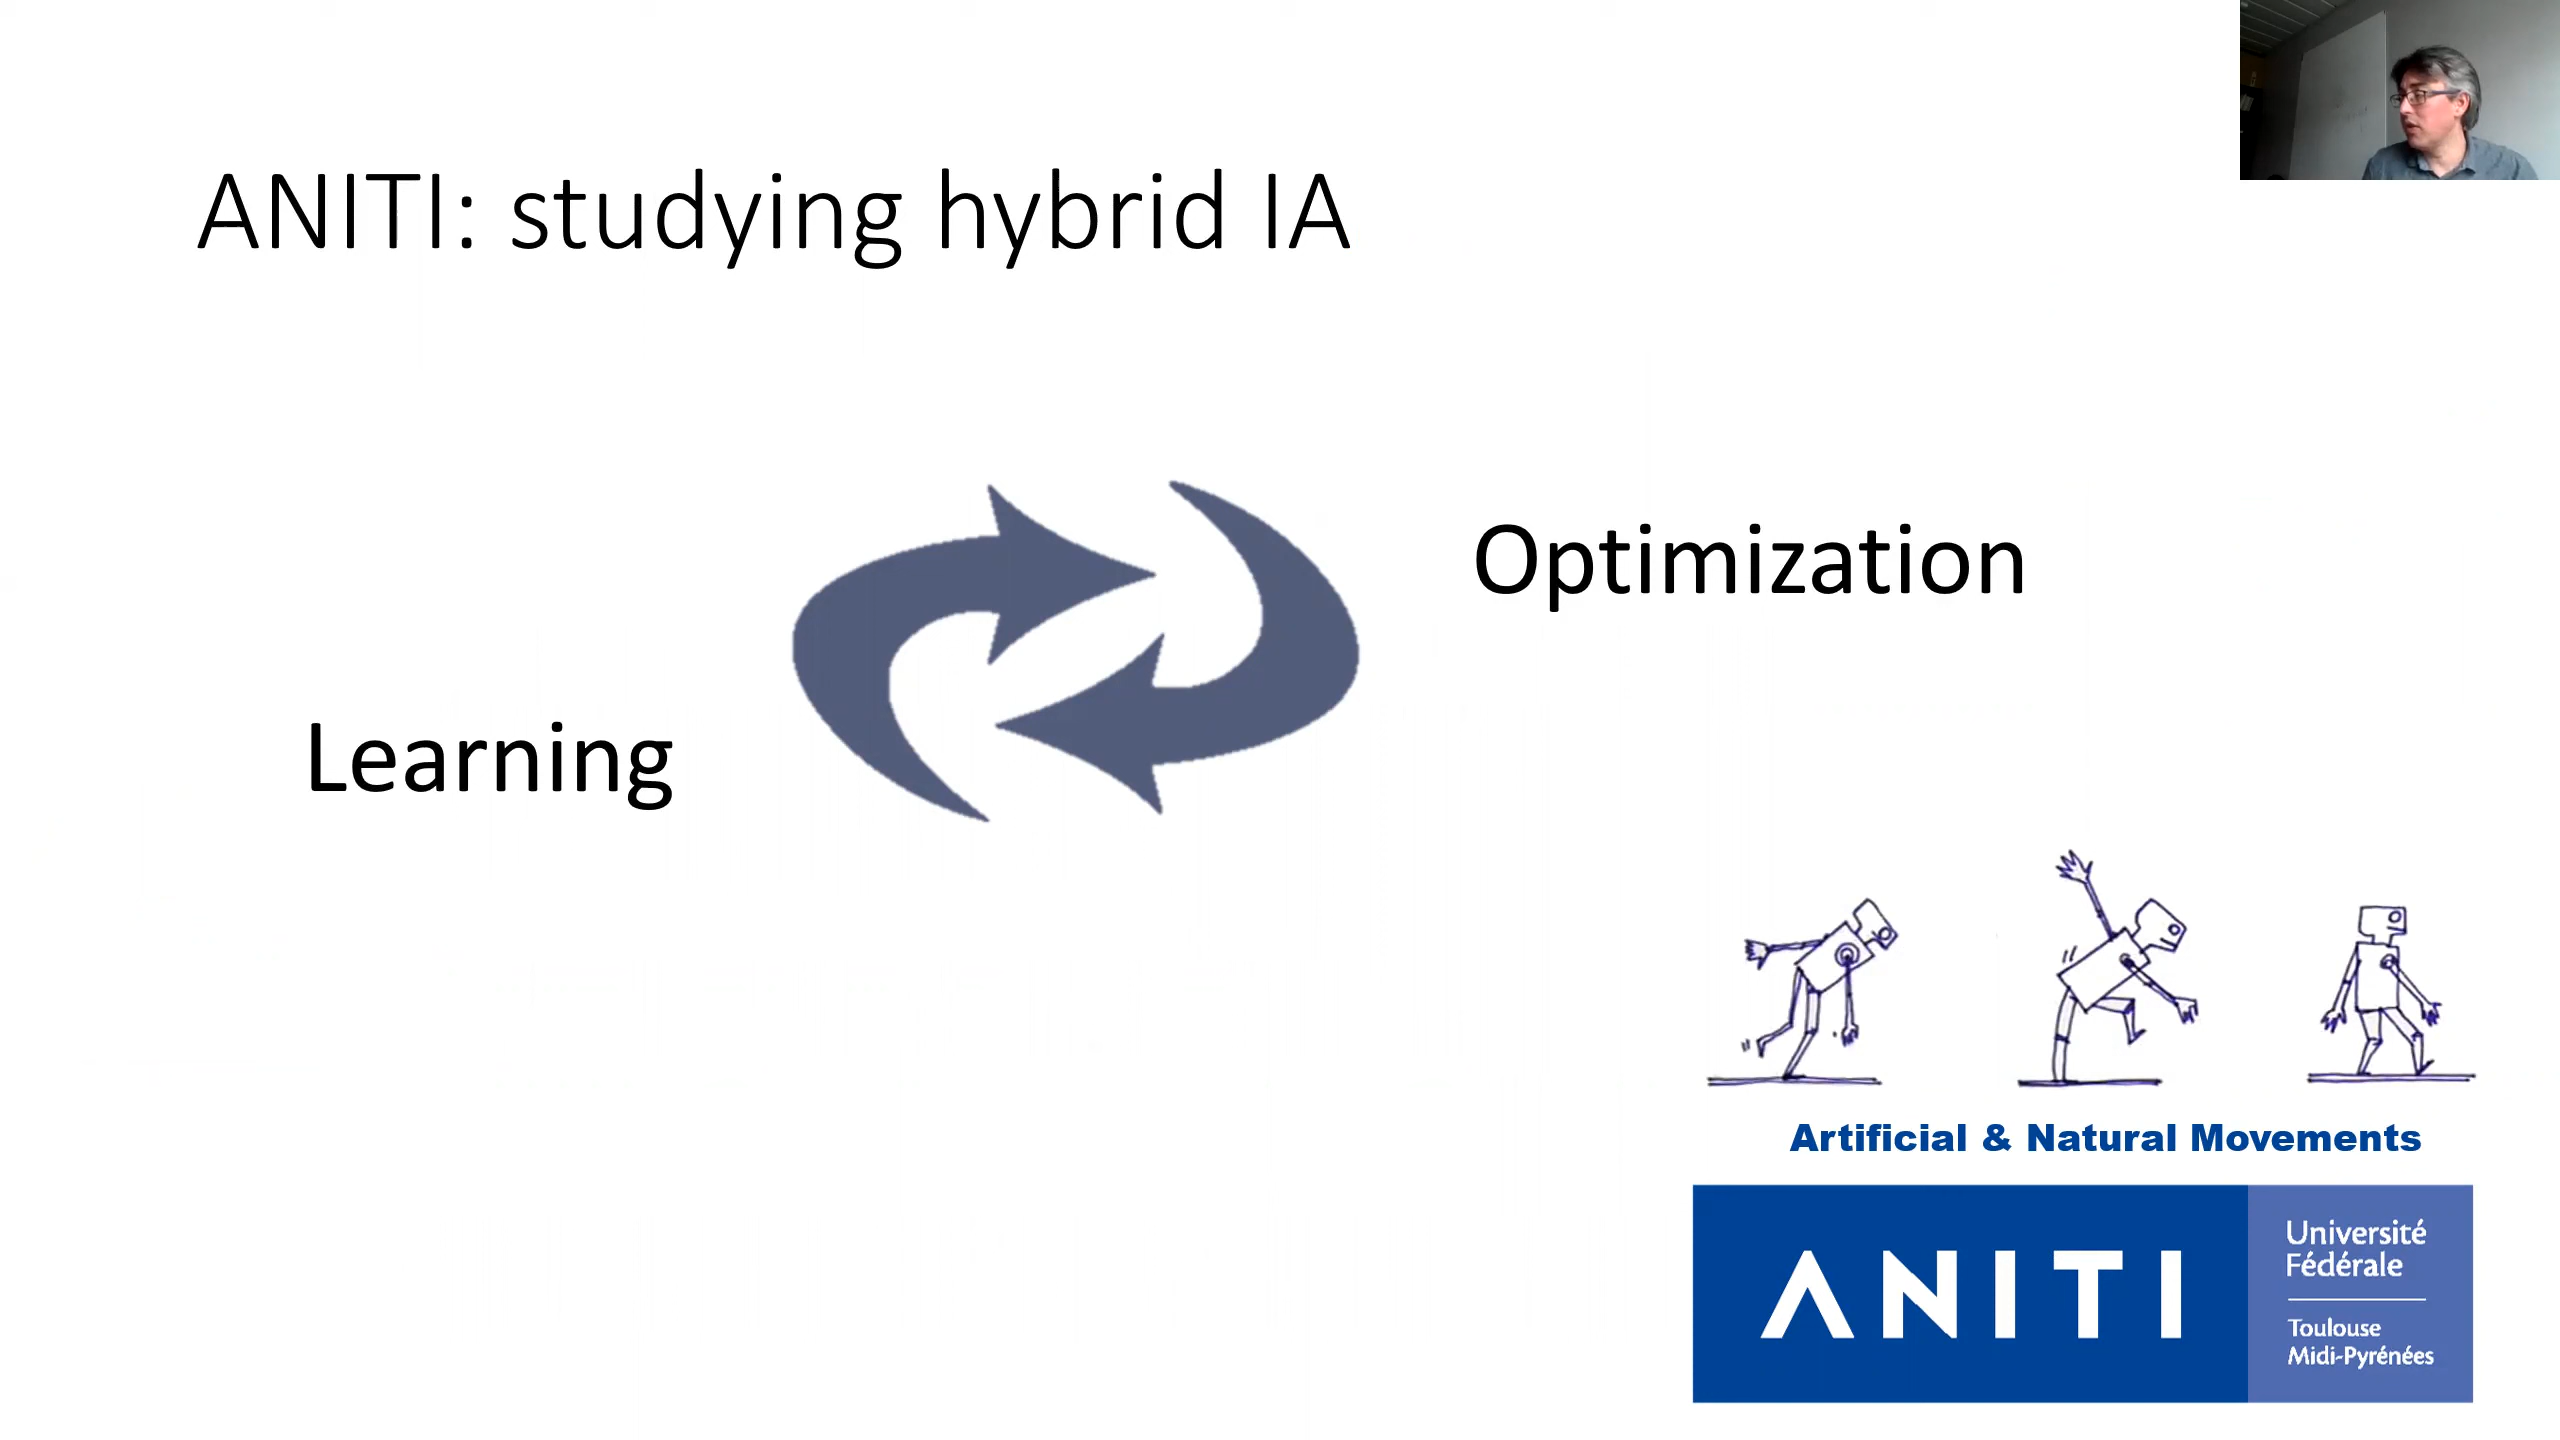 ANITI: studying hybrid IA
Optimization
Learning
Artificial & Natural Movements
ANITI
Université
Fédérale
Toulouse
Midi-Pyrénées